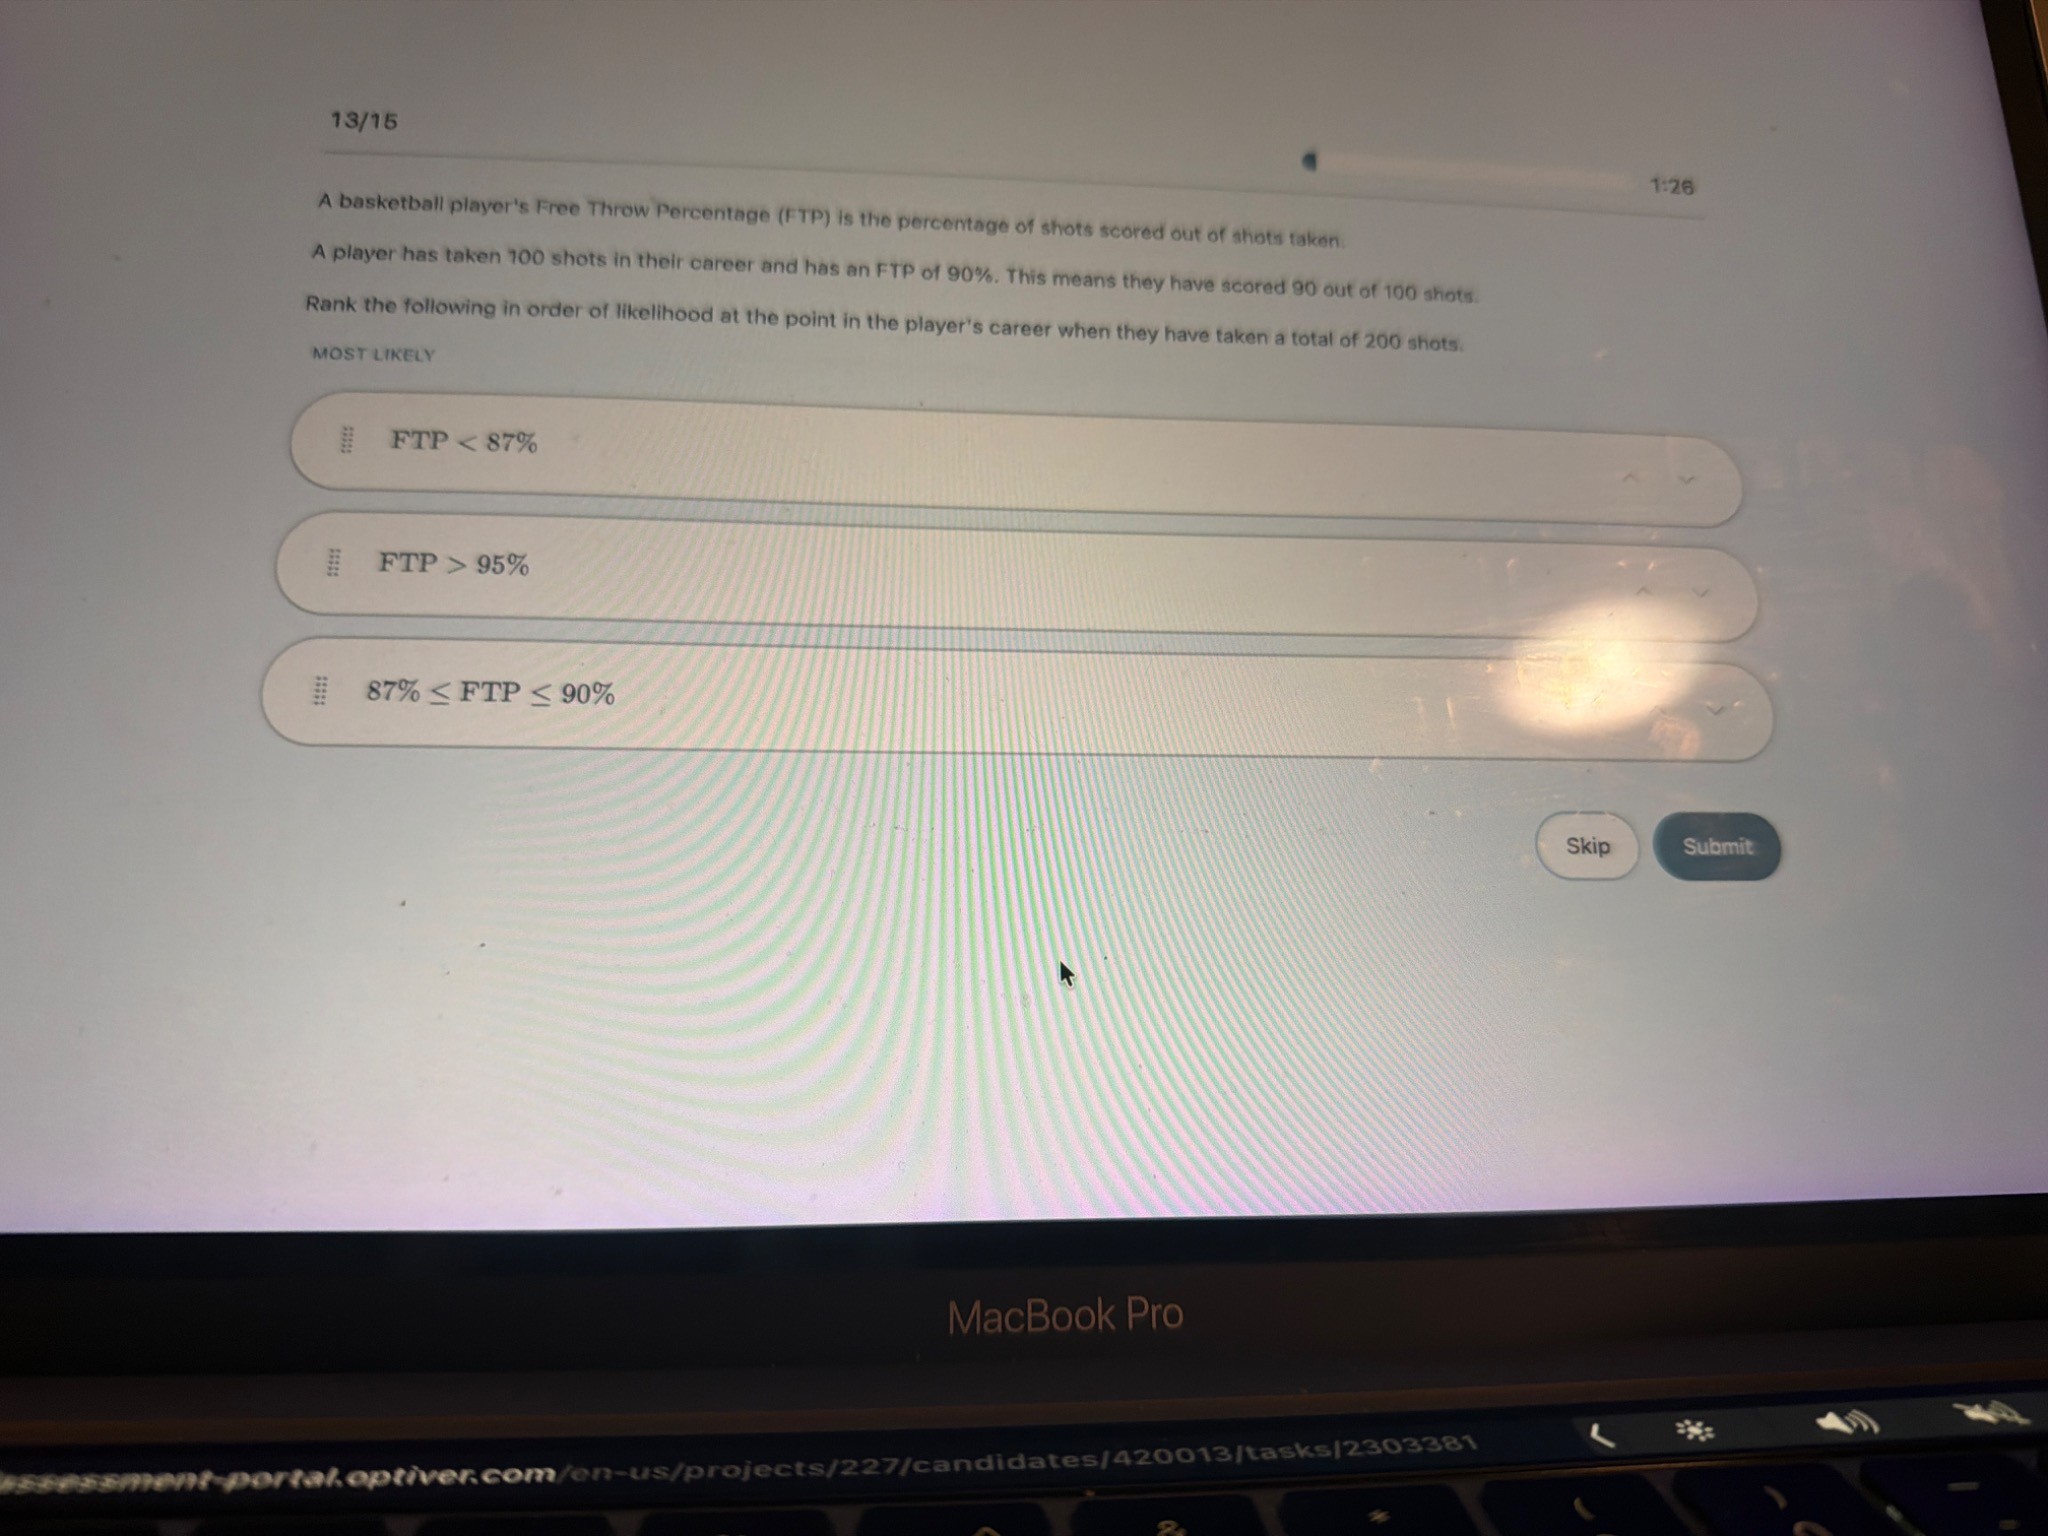 13/15
1:26
A basketball player's Free Throw Percentage (FTP) is the percentage of shots scored out of shots taken.
A player has taken 100 shots in their career and has an FTP of 90%. This means they have scored 90 out of 100 shots.
Rank the following in order of likelihood at the point in the player's career when they have taken a total of 200 shots.
MOST LIKELY
FTP < 87%
FTP > 95%
87% ≤ FTP ≤ 90%
Skip Submit
MacBook Pro
assessment-portal.optiver.com/en-us/projects/227/candidates/420013/tasks/2303381
&
*
(
)